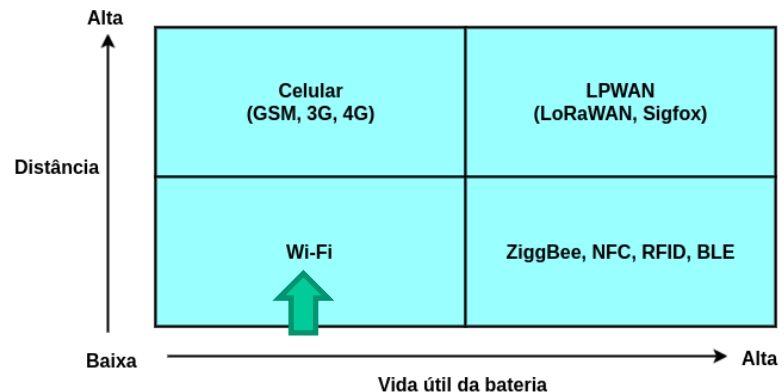 Alta
Celular
(GSM, 3G, 4G)
LPWAN
(LoRaWAN, Sigfox)
Distância
Wi-Fi
ZiggBee, NFC, RFID, BLE
Baixa
Alta
Vida útil da bateria